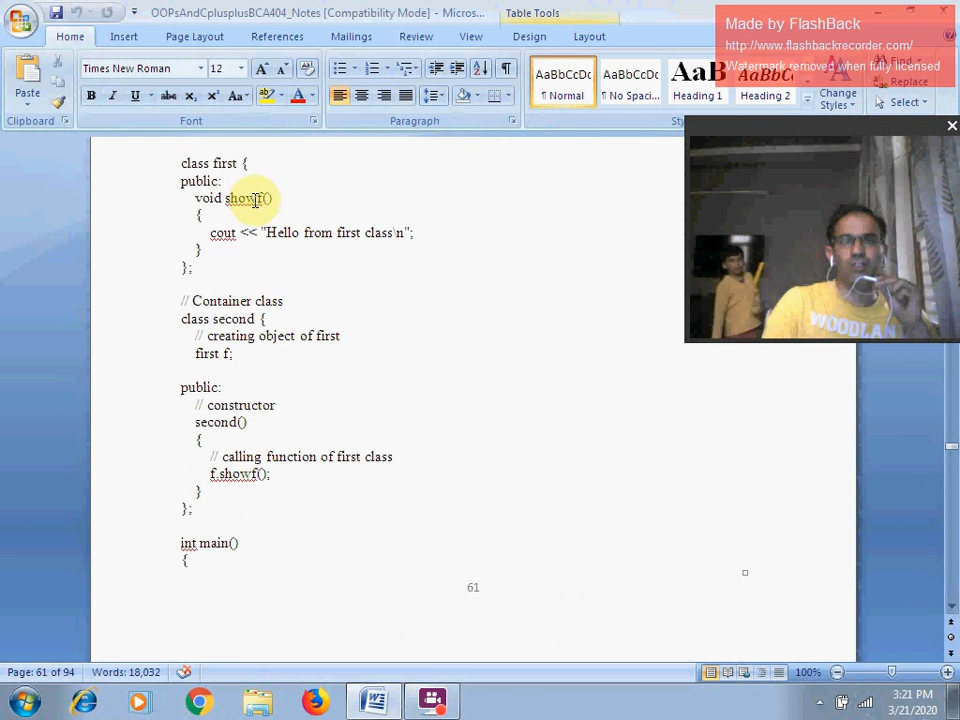 OOPsAndCplusplusBCA404_Notes [Compatibility Mode] - Micros...
Table Tools
Made by FlashBack
http://www.flashbackrecorder.com/
Watermark removed when fully licensed
Home
Insert
Page Layout
References
Mailings
Review
View
Design
Layout
Paste
Times New Roman
12
AaBbCcDc
¶ Normal
AaBbCcDc
¶ No Spaci...
AaB
Heading 1
AaBbCc
Heading 2
Change
Styles
Find
Replace
Select
Clipboard
Font
Paragraph
class first {
public:
void showf()
{
cout << "Hello from first class\n";
}
};
// Container class
class second {
// creating object of first
first f;
public:
// constructor
second()
{
// calling function of first class
f.showf();
}
};
int main()
{
61
WOODLAN
Page: 61 of 94
Words: 18,032
100%
3:21 PM
3/21/2020